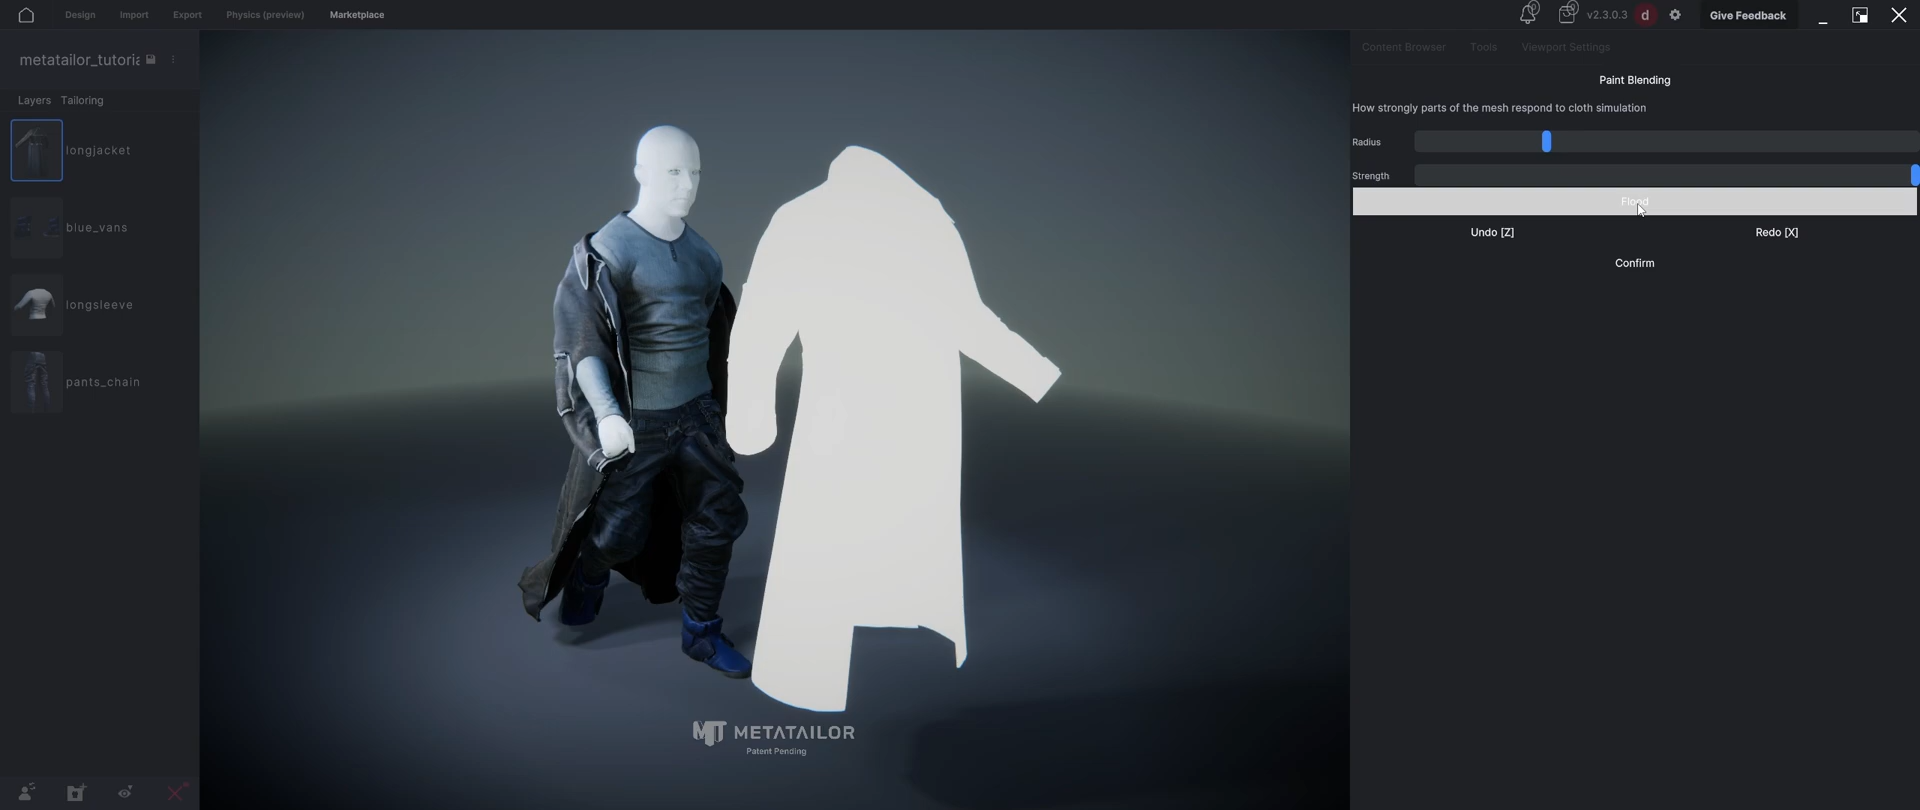 Design Import Export Physics (preview) Marketplace v2.3.0.3 d Give Feedback
metatailor_tutoria
Content Browser Tools Viewport Settings
Paint Blending
Layers Tailoring
How strongly parts of the mesh respond to cloth simulation
Radius
longjacket
Strength
Flood
blue_vans
Undo [Z] Redo [X]
Confirm
longsleeve
pants_chain
MT METATAILOR
Patent Pending